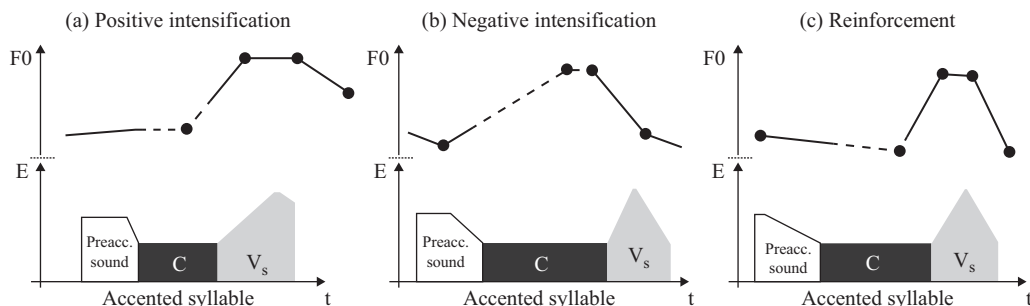 (a) Positive intensification
(b) Negative intensification
(c) Reinforcement
F0
F0
F0
E
E
E
Preacc.
sound
C
Vs
Preacc.
sound
C
Vs
Preacc.
sound
C
Vs
Accented syllable
t
Accented syllable
t
Accented syllable
t